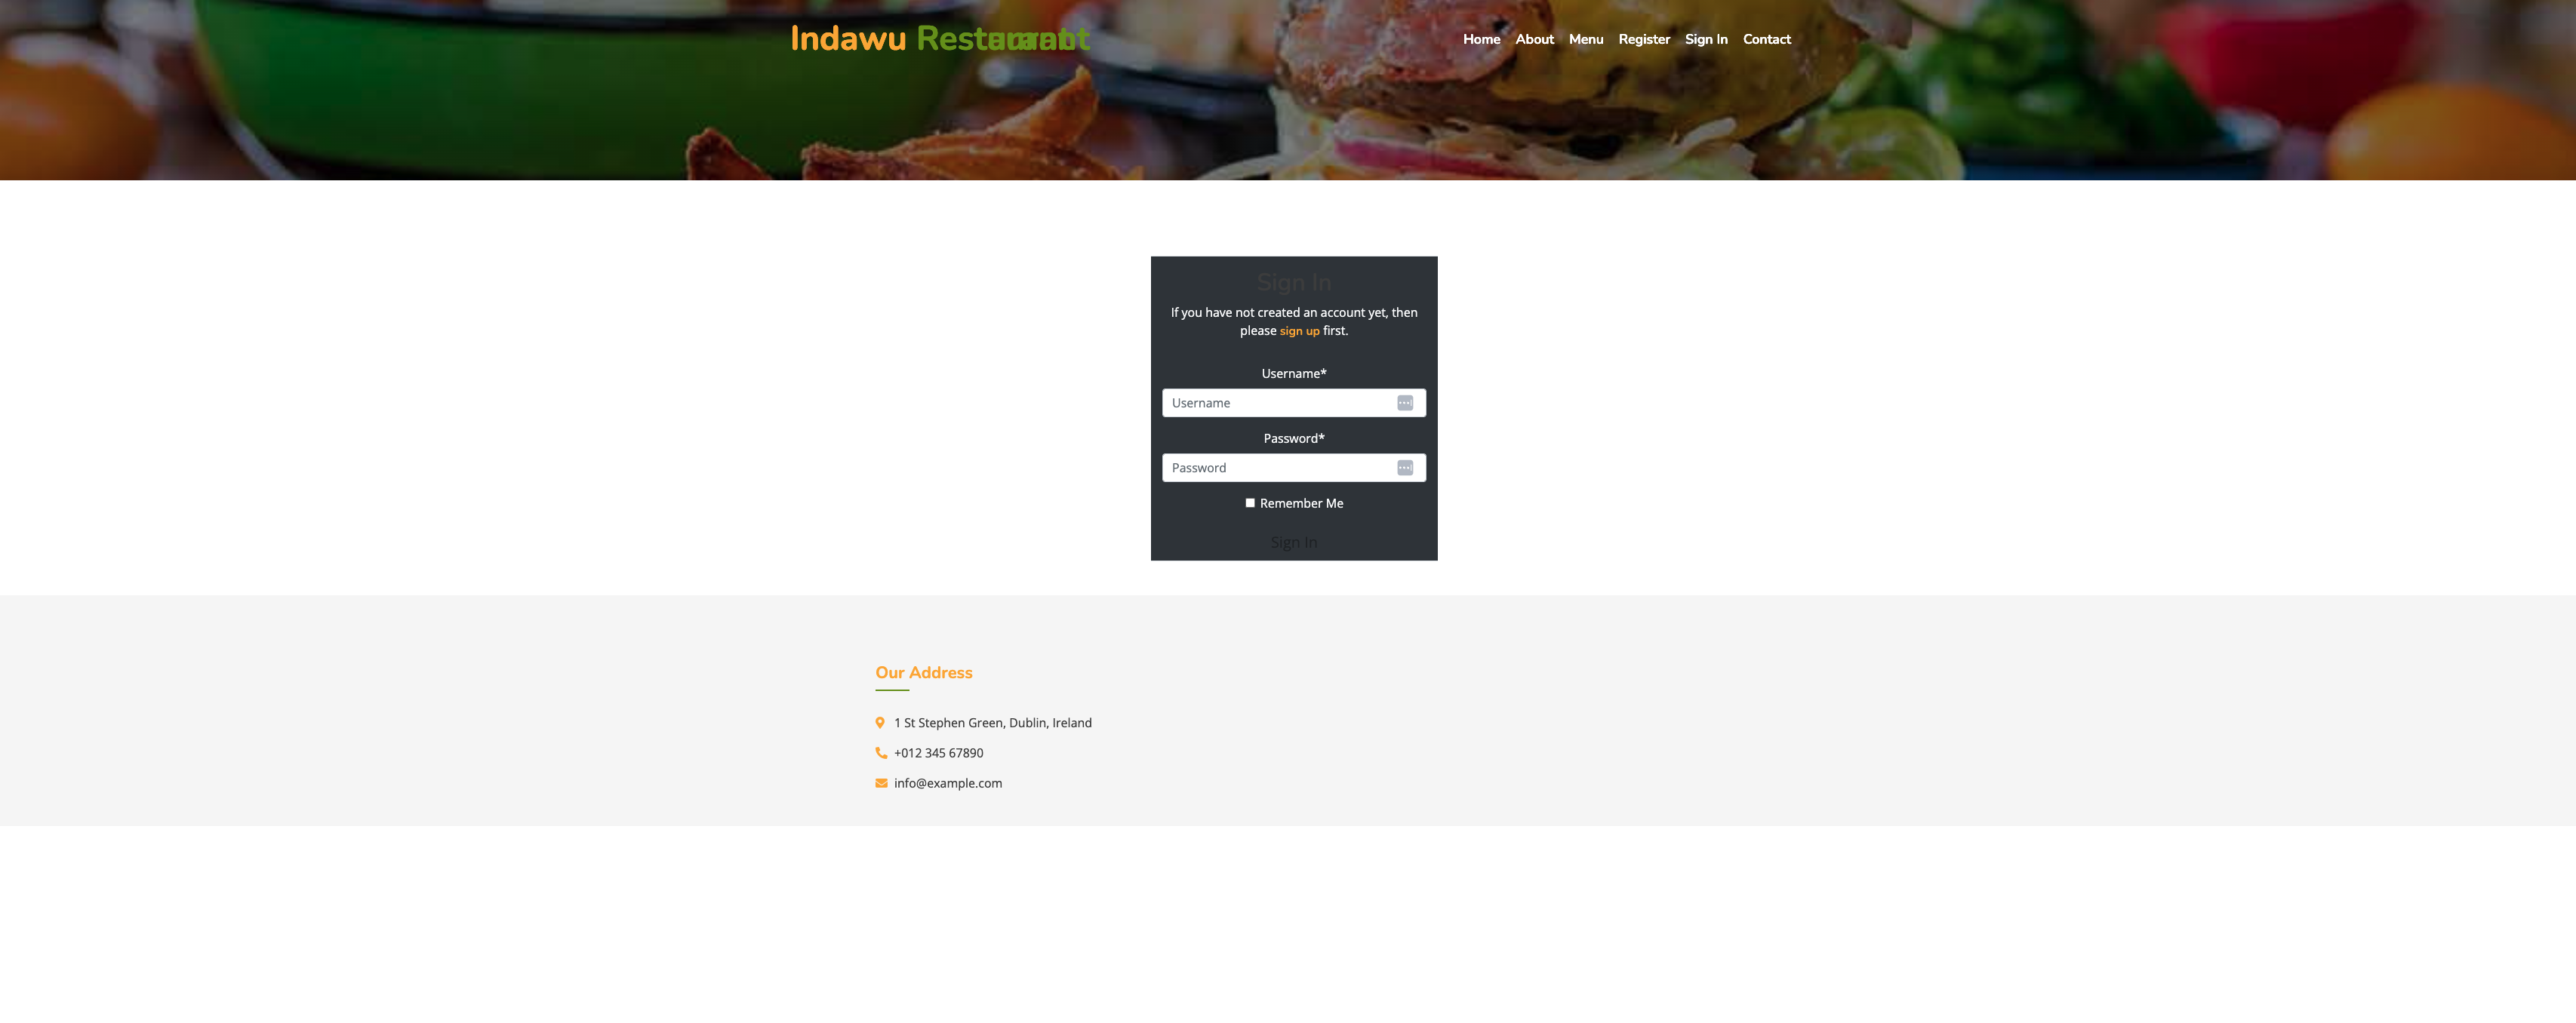 Indawu Restaurant
Home About Menu Register Sign In Contact
Sign In
If you have not created an account yet, then
please sign up first.
Username*
Username
Password*
Password
Remember Me
Sign In
Our Address
1 St Stephen Green, Dublin, Ireland
+012 345 67890
info@example.com